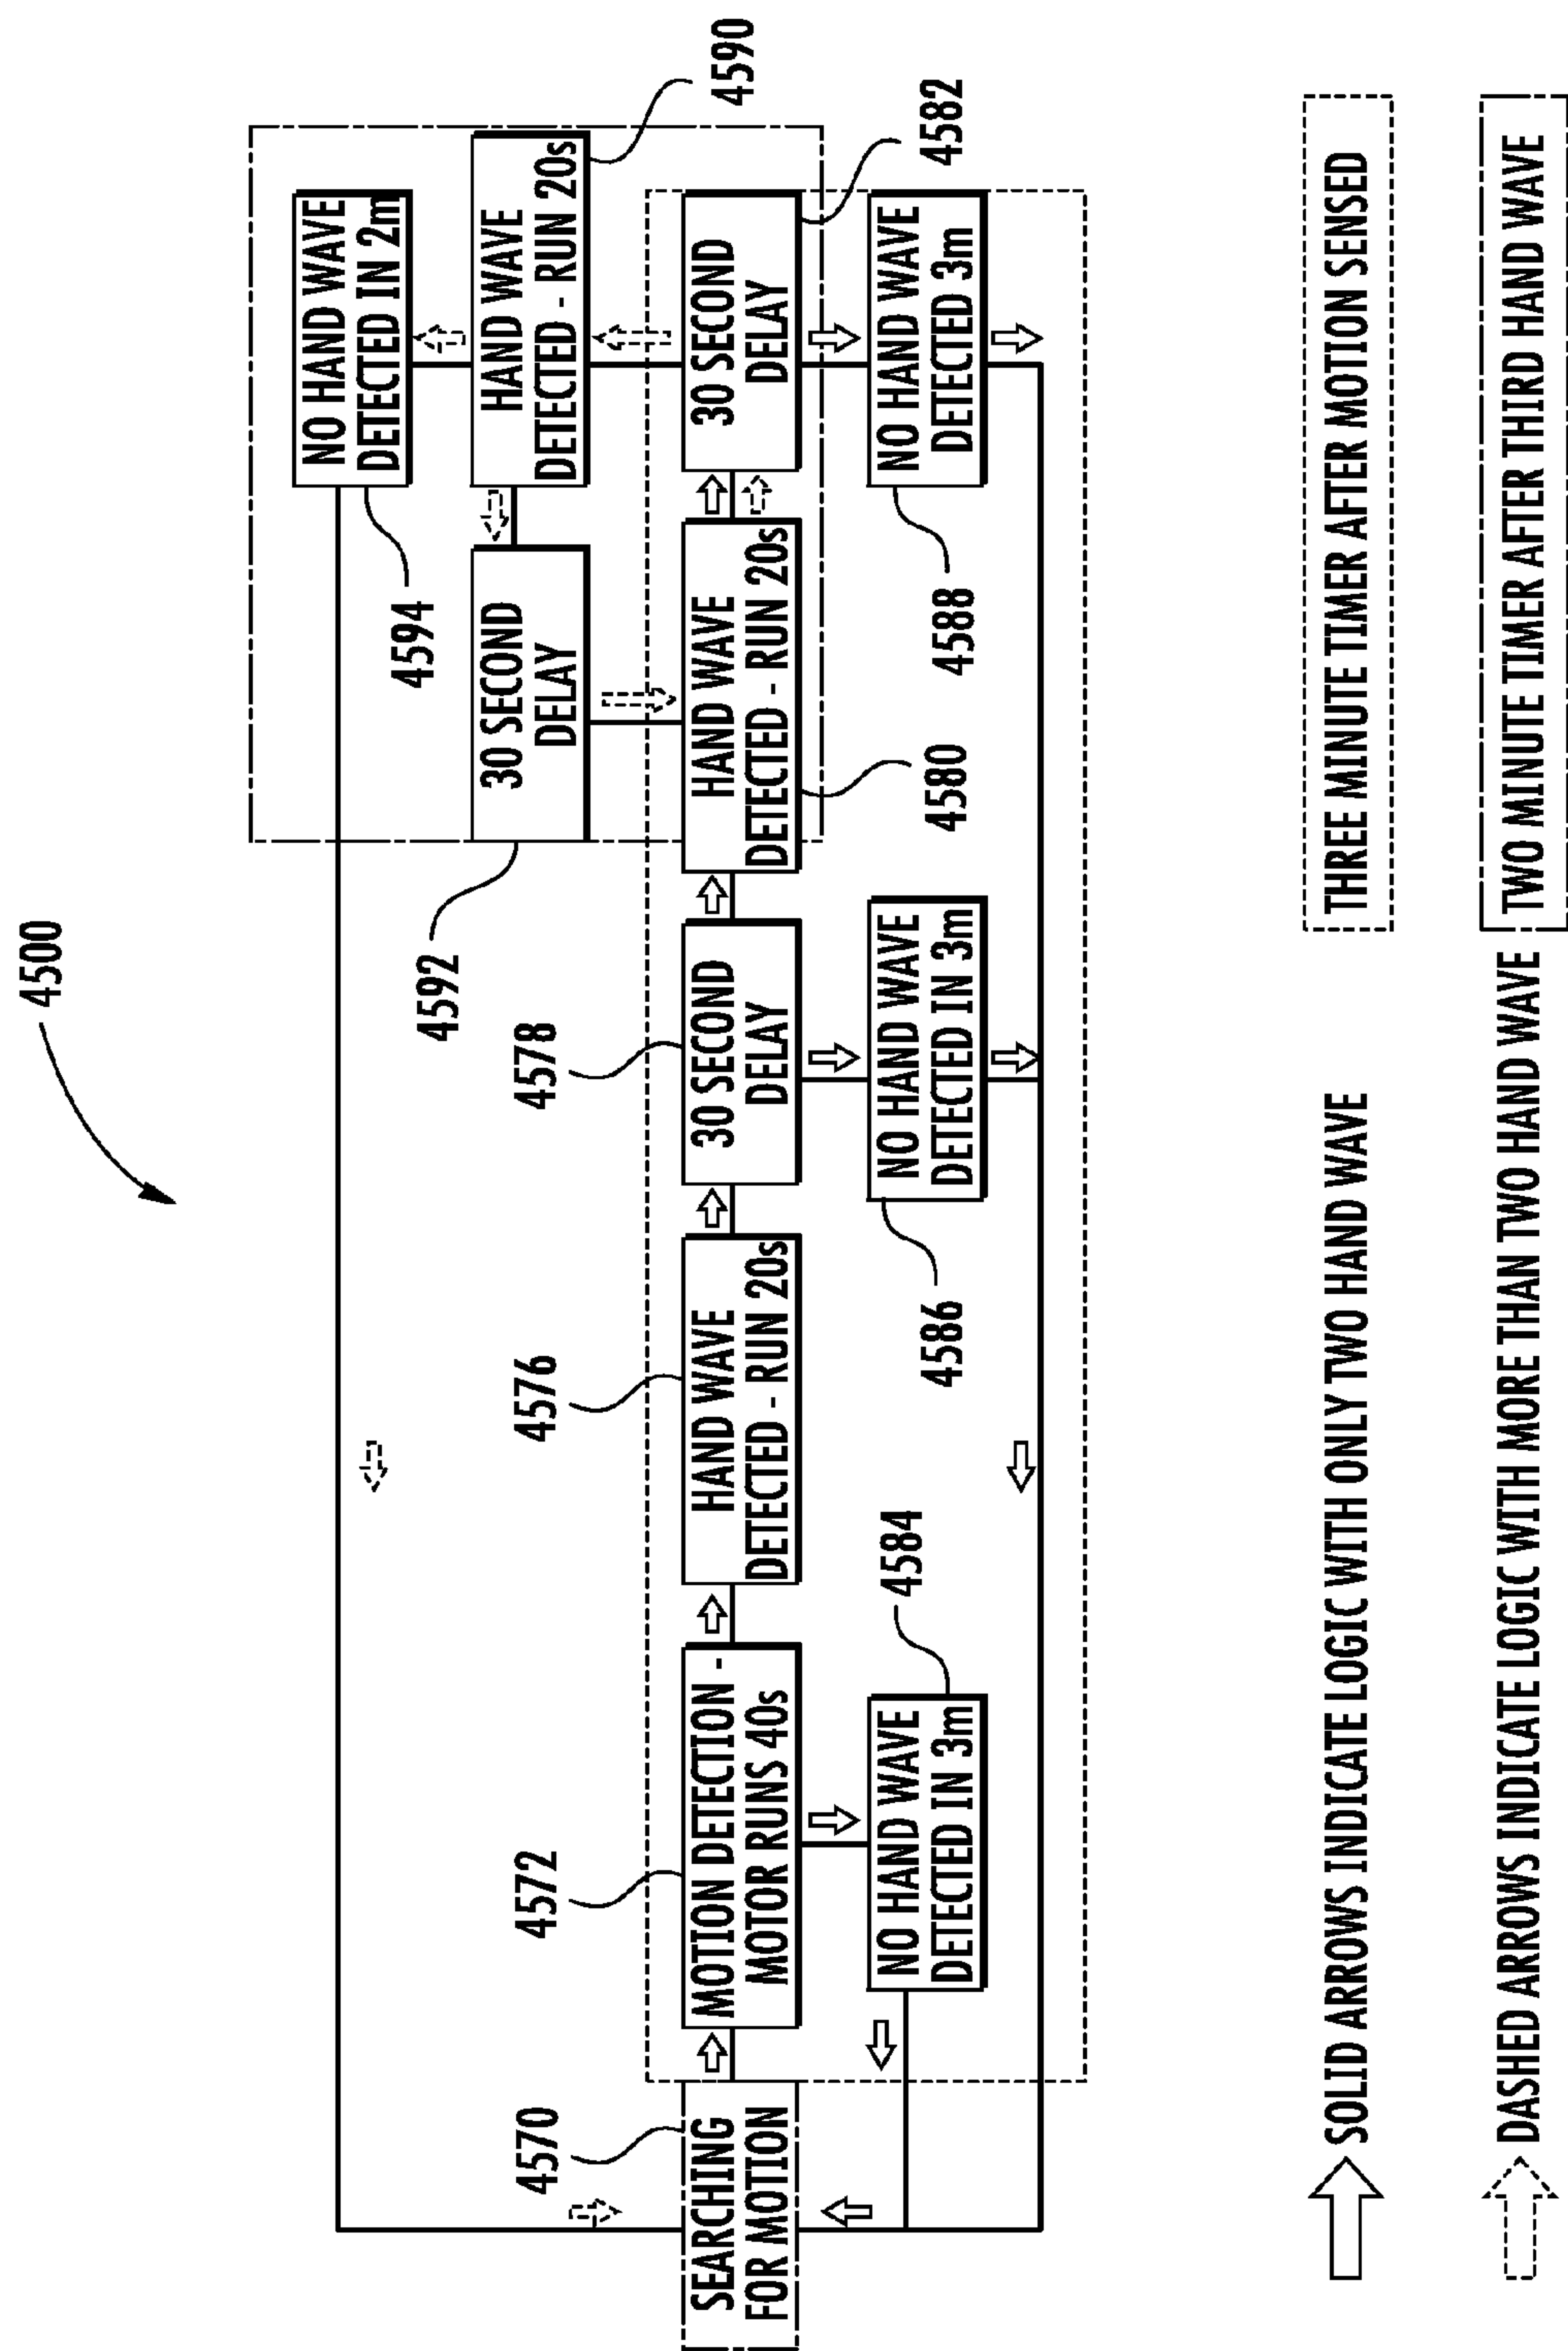 4500
NO HAND WAVE
DETECTED IN 2m
4594
30 SECOND
DELAY
4592
HAND WAVE
DETECTED - RUN 20s
4590
4570
SEARCHING
FOR MOTION
4572
MOTION DETECTION -
MOTOR RUNS 40s
4576
HAND WAVE
DETECTED - RUN 20s
4578
30 SECOND
DELAY
HAND WAVE
DETECTED - RUN 20s
4580
30 SECOND
DELAY
4582
NO HAND WAVE
DETECTED IN 3m
4584
NO HAND WAVE
DETECTED IN 3m
4586
NO HAND WAVE
DETECTED 3m
4588
SOLID ARROWS INDICATE LOGIC WITH ONLY TWO HAND WAVE
THREE MINUTE TIMER AFTER MOTION SENSED
DASHED ARROWS INDICATE LOGIC WITH MORE THAN TWO HAND WAVE
TWO MINUTE TIMER AFTER THIRD HAND WAVE